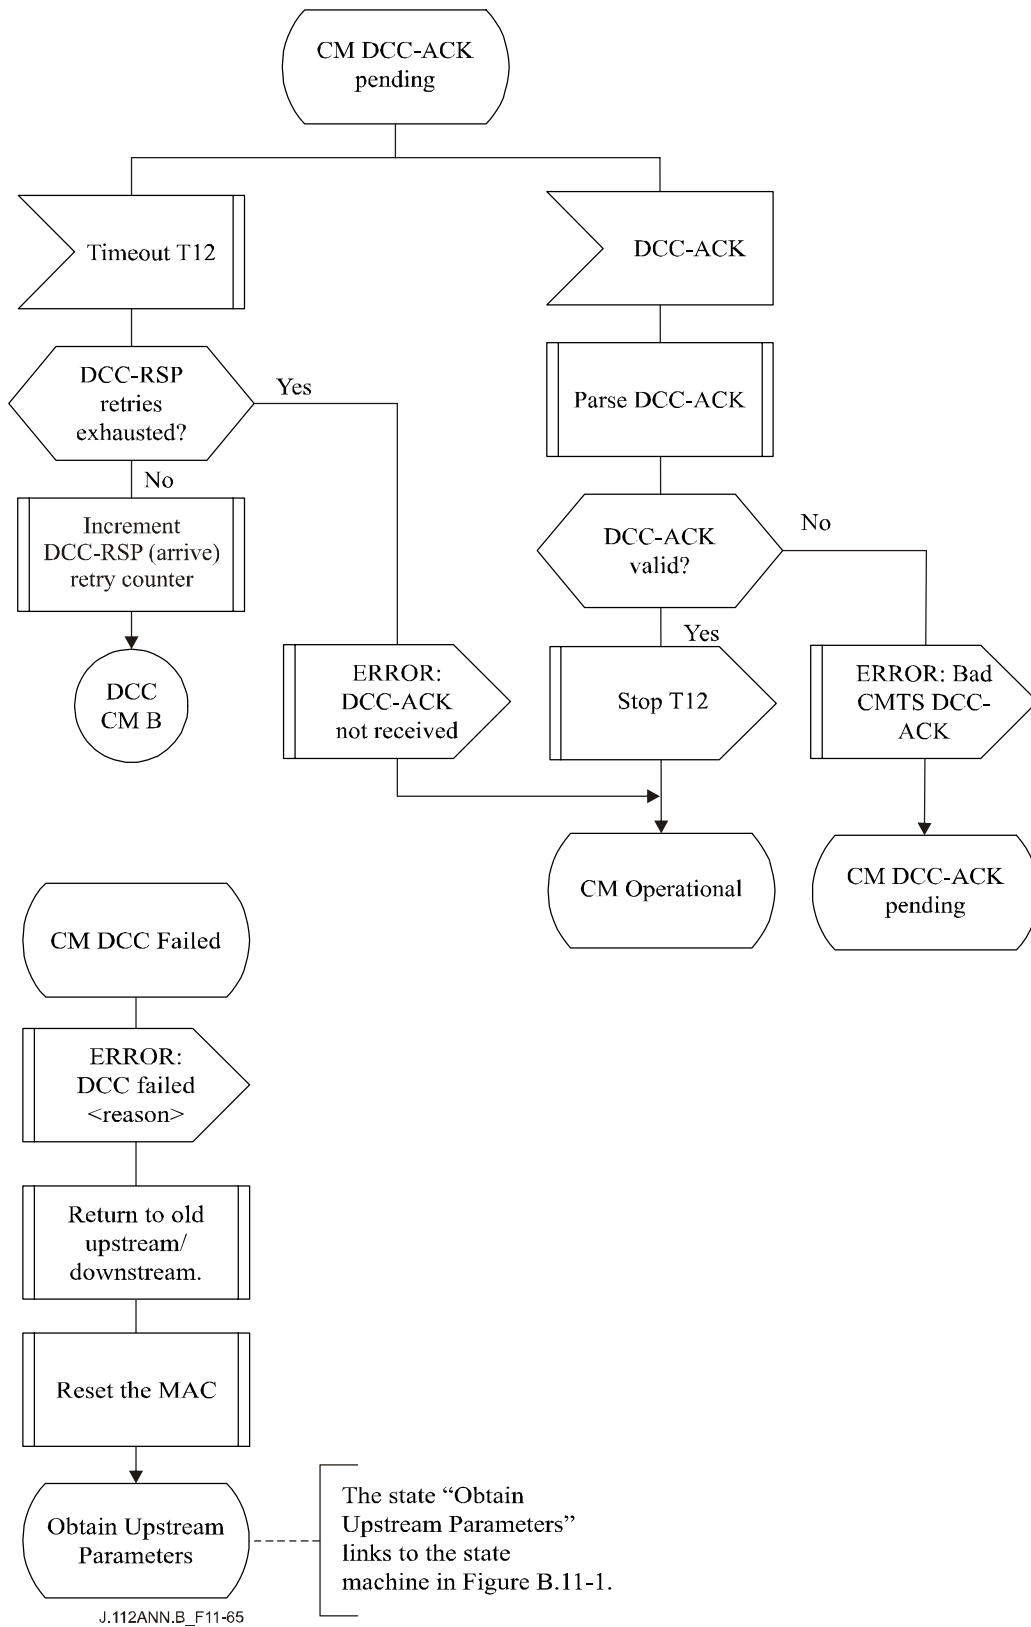 CM DCC-ACK
pending
Timeout T12
DCC-ACK
DCC-RSP
retries
exhausted?
Yes
Parse DCC-ACK
No
Increment
DCC-RSP (arrive)
retry counter
DCC-ACK
valid?
No
Yes
DCC
CM B
ERROR:
DCC-ACK
not received
Stop T12
ERROR: Bad
CMTS DCC-
ACK
CM Operational
CM DCC-ACK
pending
CM DCC Failed
ERROR:
DCC failed
<reason>
Return to old
upstream/
downstream.
Reset the MAC
Obtain Upstream
Parameters
The state “Obtain
Upstream Parameters”
links to the state
machine in Figure B.11-1.
J.112ANN.B_F11-65